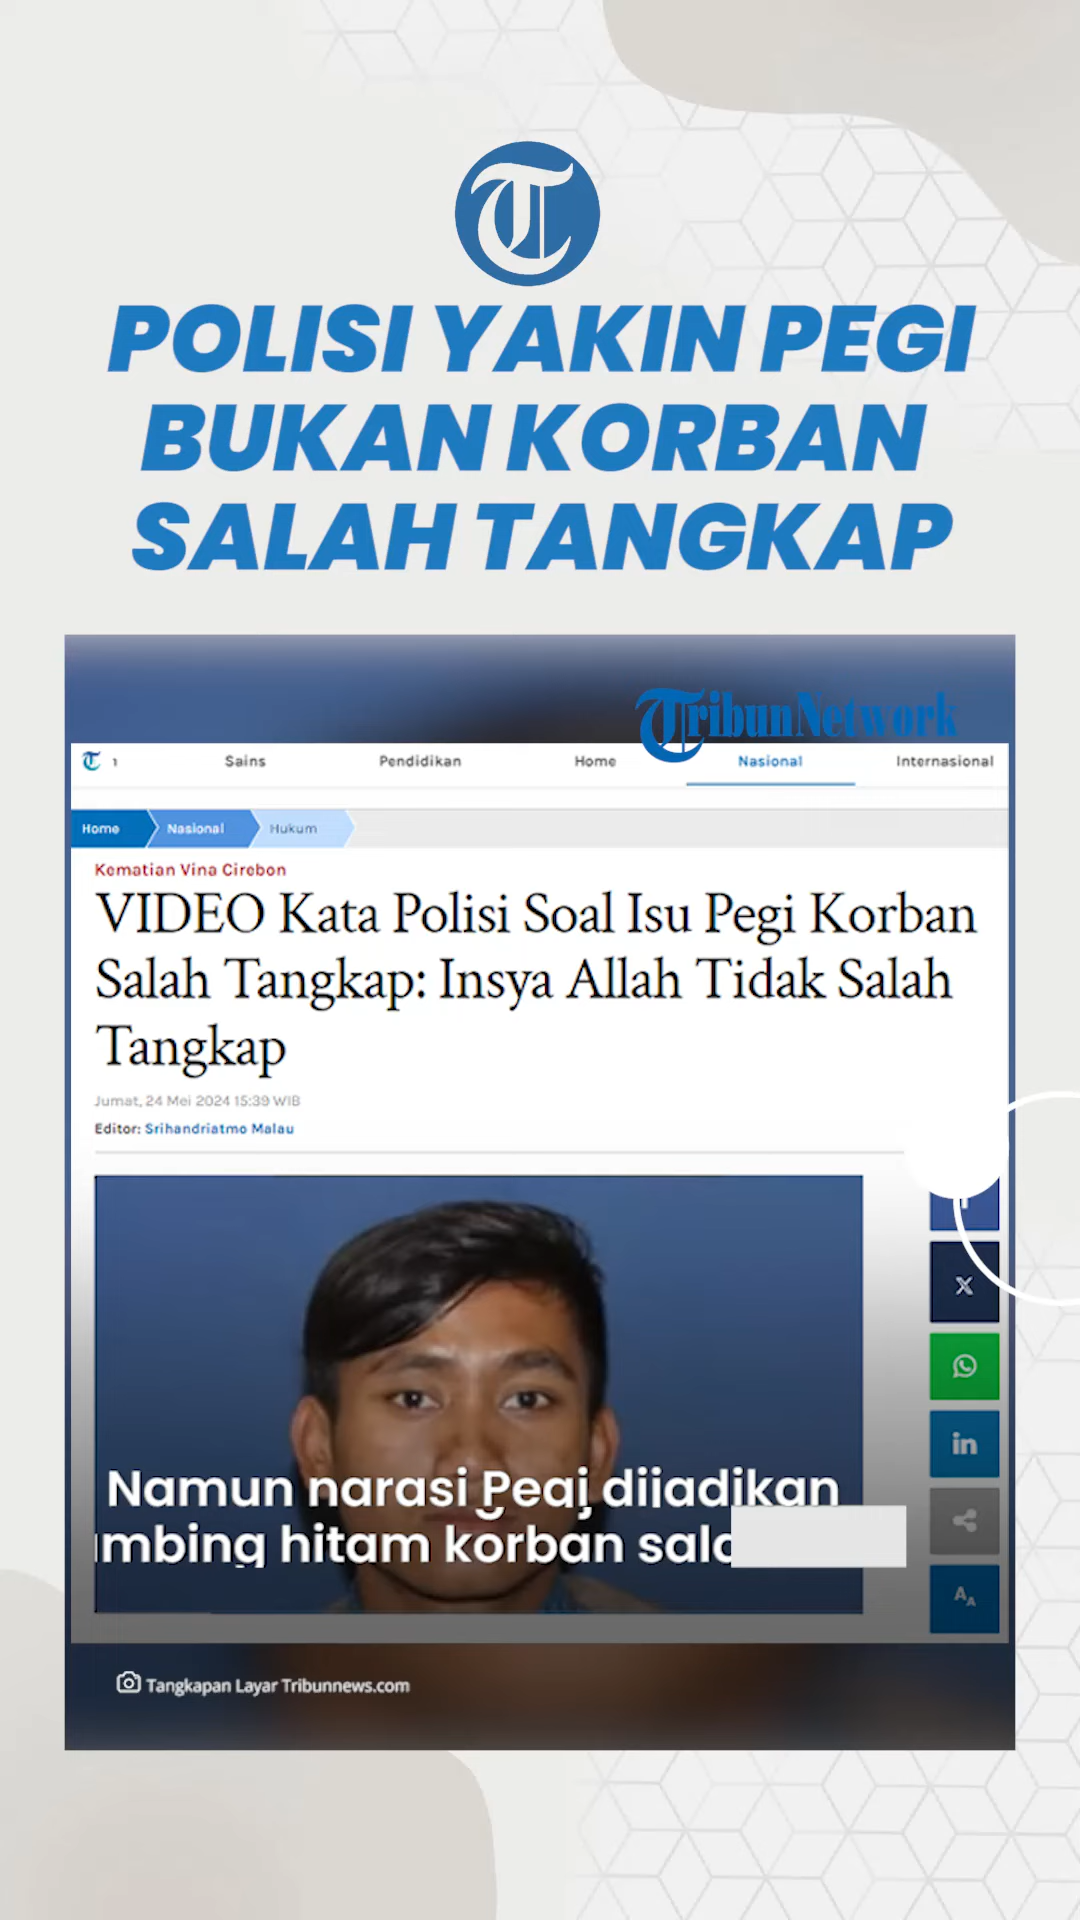 POLISI YAKIN PEGI
BUKAN KORBAN
SALAH TANGKAP
TribunNetwork
Sains
Pendidikan
Home
Nasional
Internasional
Home
Nasional
Hukum
Kematian Vina Cirebon
VIDEO Kata Polisi Soal Isu Pegi Korban
Salah Tangkap: Insya Allah Tidak Salah
Tangkap
Jumat, 24 Mei 2024 15:39 WIB
Editor: Srihandriatmo Malau
Namun narasi Pegi dijadikan
hitam korban
Tangkapan Layar Tribunnews.com